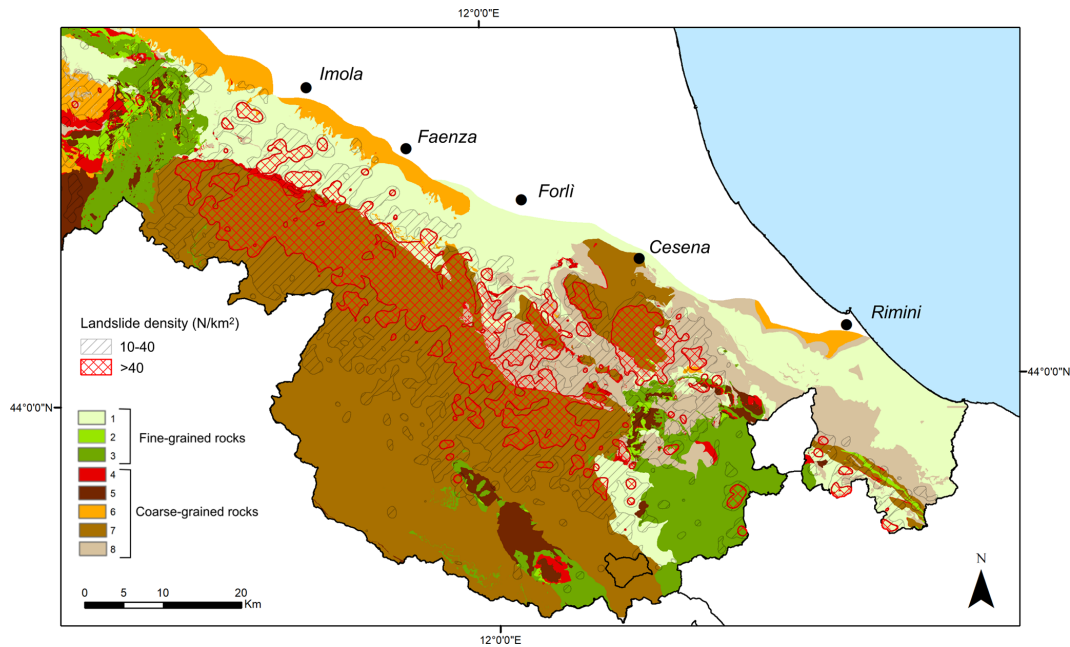 12°0'0"E
Imola
Faenza
Forlì
Cesena
Rimini
Landslide density (N/km²)
10-40
>40
44°0'0"N
44°0'0"N
1
2 Fine-grained rocks
3
4
5
6 Coarse-grained rocks
7
8
N
0 5 10 20
Km
12°0'0"E